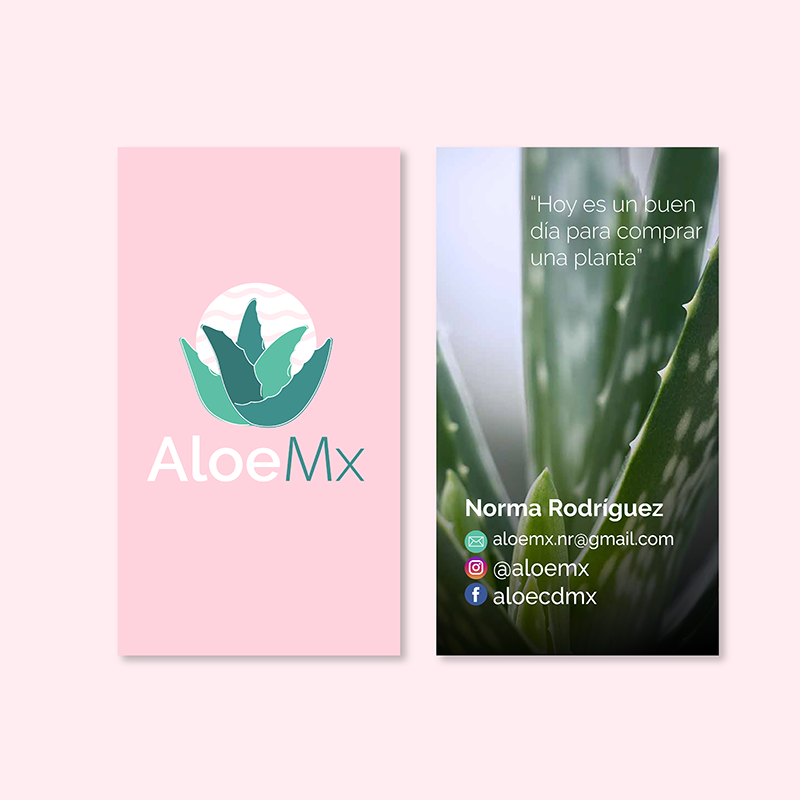 AloeMx
“Hoy es un buen
día para comprar
una planta”
Norma Rodríguez
aloemx.nr@gmail.com
@aloemx
aloecdmx